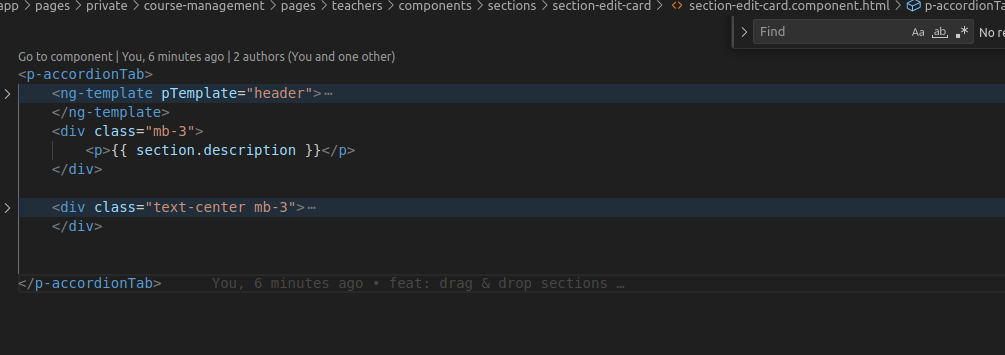 app > pages > private > course-management > pages > teachers > components > sections > section-edit-card > <> section-edit-card.component.html > p-accordionTa
> Find Aa ab .* No re
Go to component | You, 6 minutes ago | 2 authors (You and one other)
<p-accordionTab>
<ng-template pTemplate="header">⋯
</ng-template>
<div class="mb-3">
<p>{{ section.description }}</p>
</div>
<div class="text-center mb-3">⋯
</div>
</p-accordionTab> You, 6 minutes ago • feat: drag & drop sections …